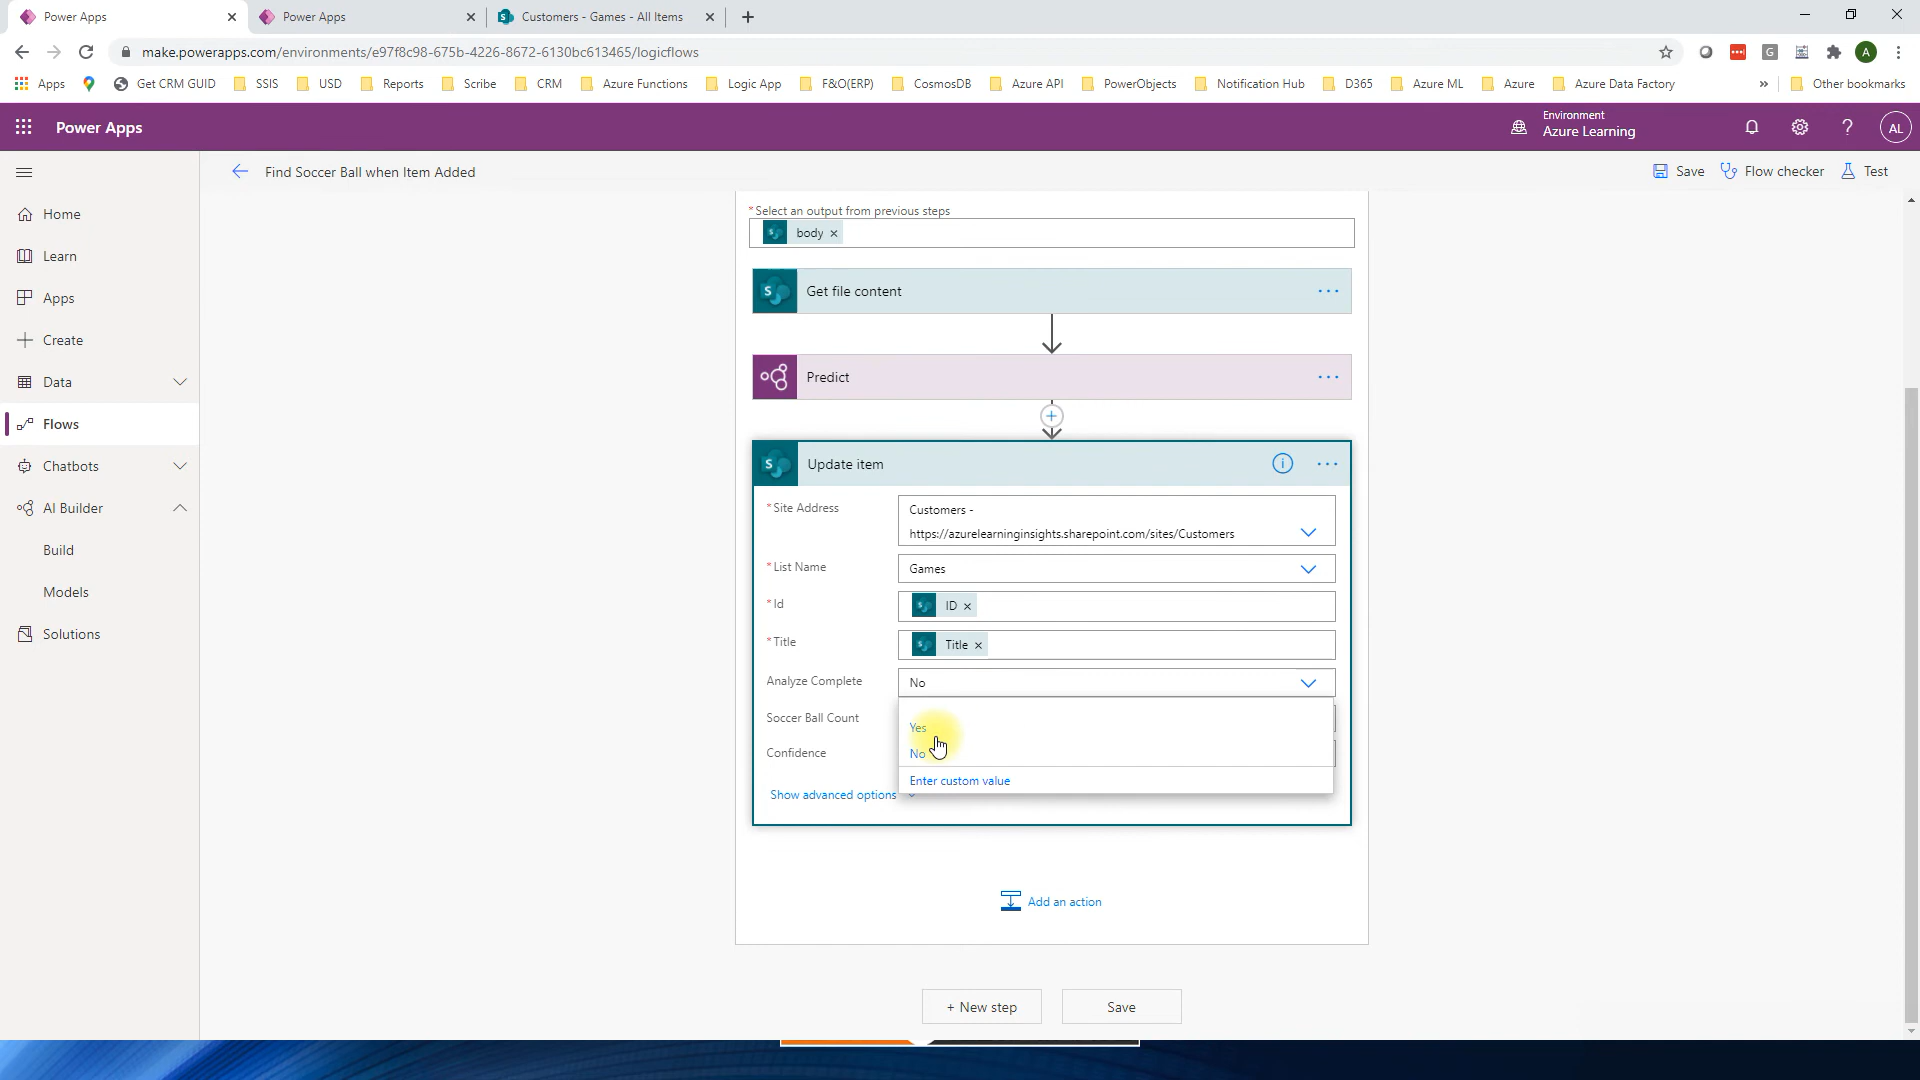 Power Apps
Power Apps
Customers - Games - All Items
make.powerapps.com/environments/e97f8c98-675b-4226-8672-6130bc613465/logicflows
A
Apps
Get CRM GUID
SSIS
USD
Reports
Scribe
CRM
Azure Functions
Logic App
F&O(ERP)
CosmosDB
Azure API
PowerObjects
Notification Hub
D365
Azure ML
Azure
Azure Data Factory
»
Other bookmarks
Power Apps
Environment
Azure Learning
?
AL
Find Soccer Ball when Item Added
Save
Flow checker
Test
Home
Learn
Apps
Create
Data
Flows
Chatbots
AI Builder
Build
Models
Solutions
* Select an output from previous steps
body ×
Get file content
Predict
Update item
* Site Address
Customers -
https://azurelearninginsights.sharepoint.com/sites/Customers
* List Name
Games
* Id
ID ×
* Title
Title ×
Analyze Complete
No
Soccer Ball Count
Yes
Confidence
No
Enter custom value
Show advanced options
Add an action
+ New step
Save